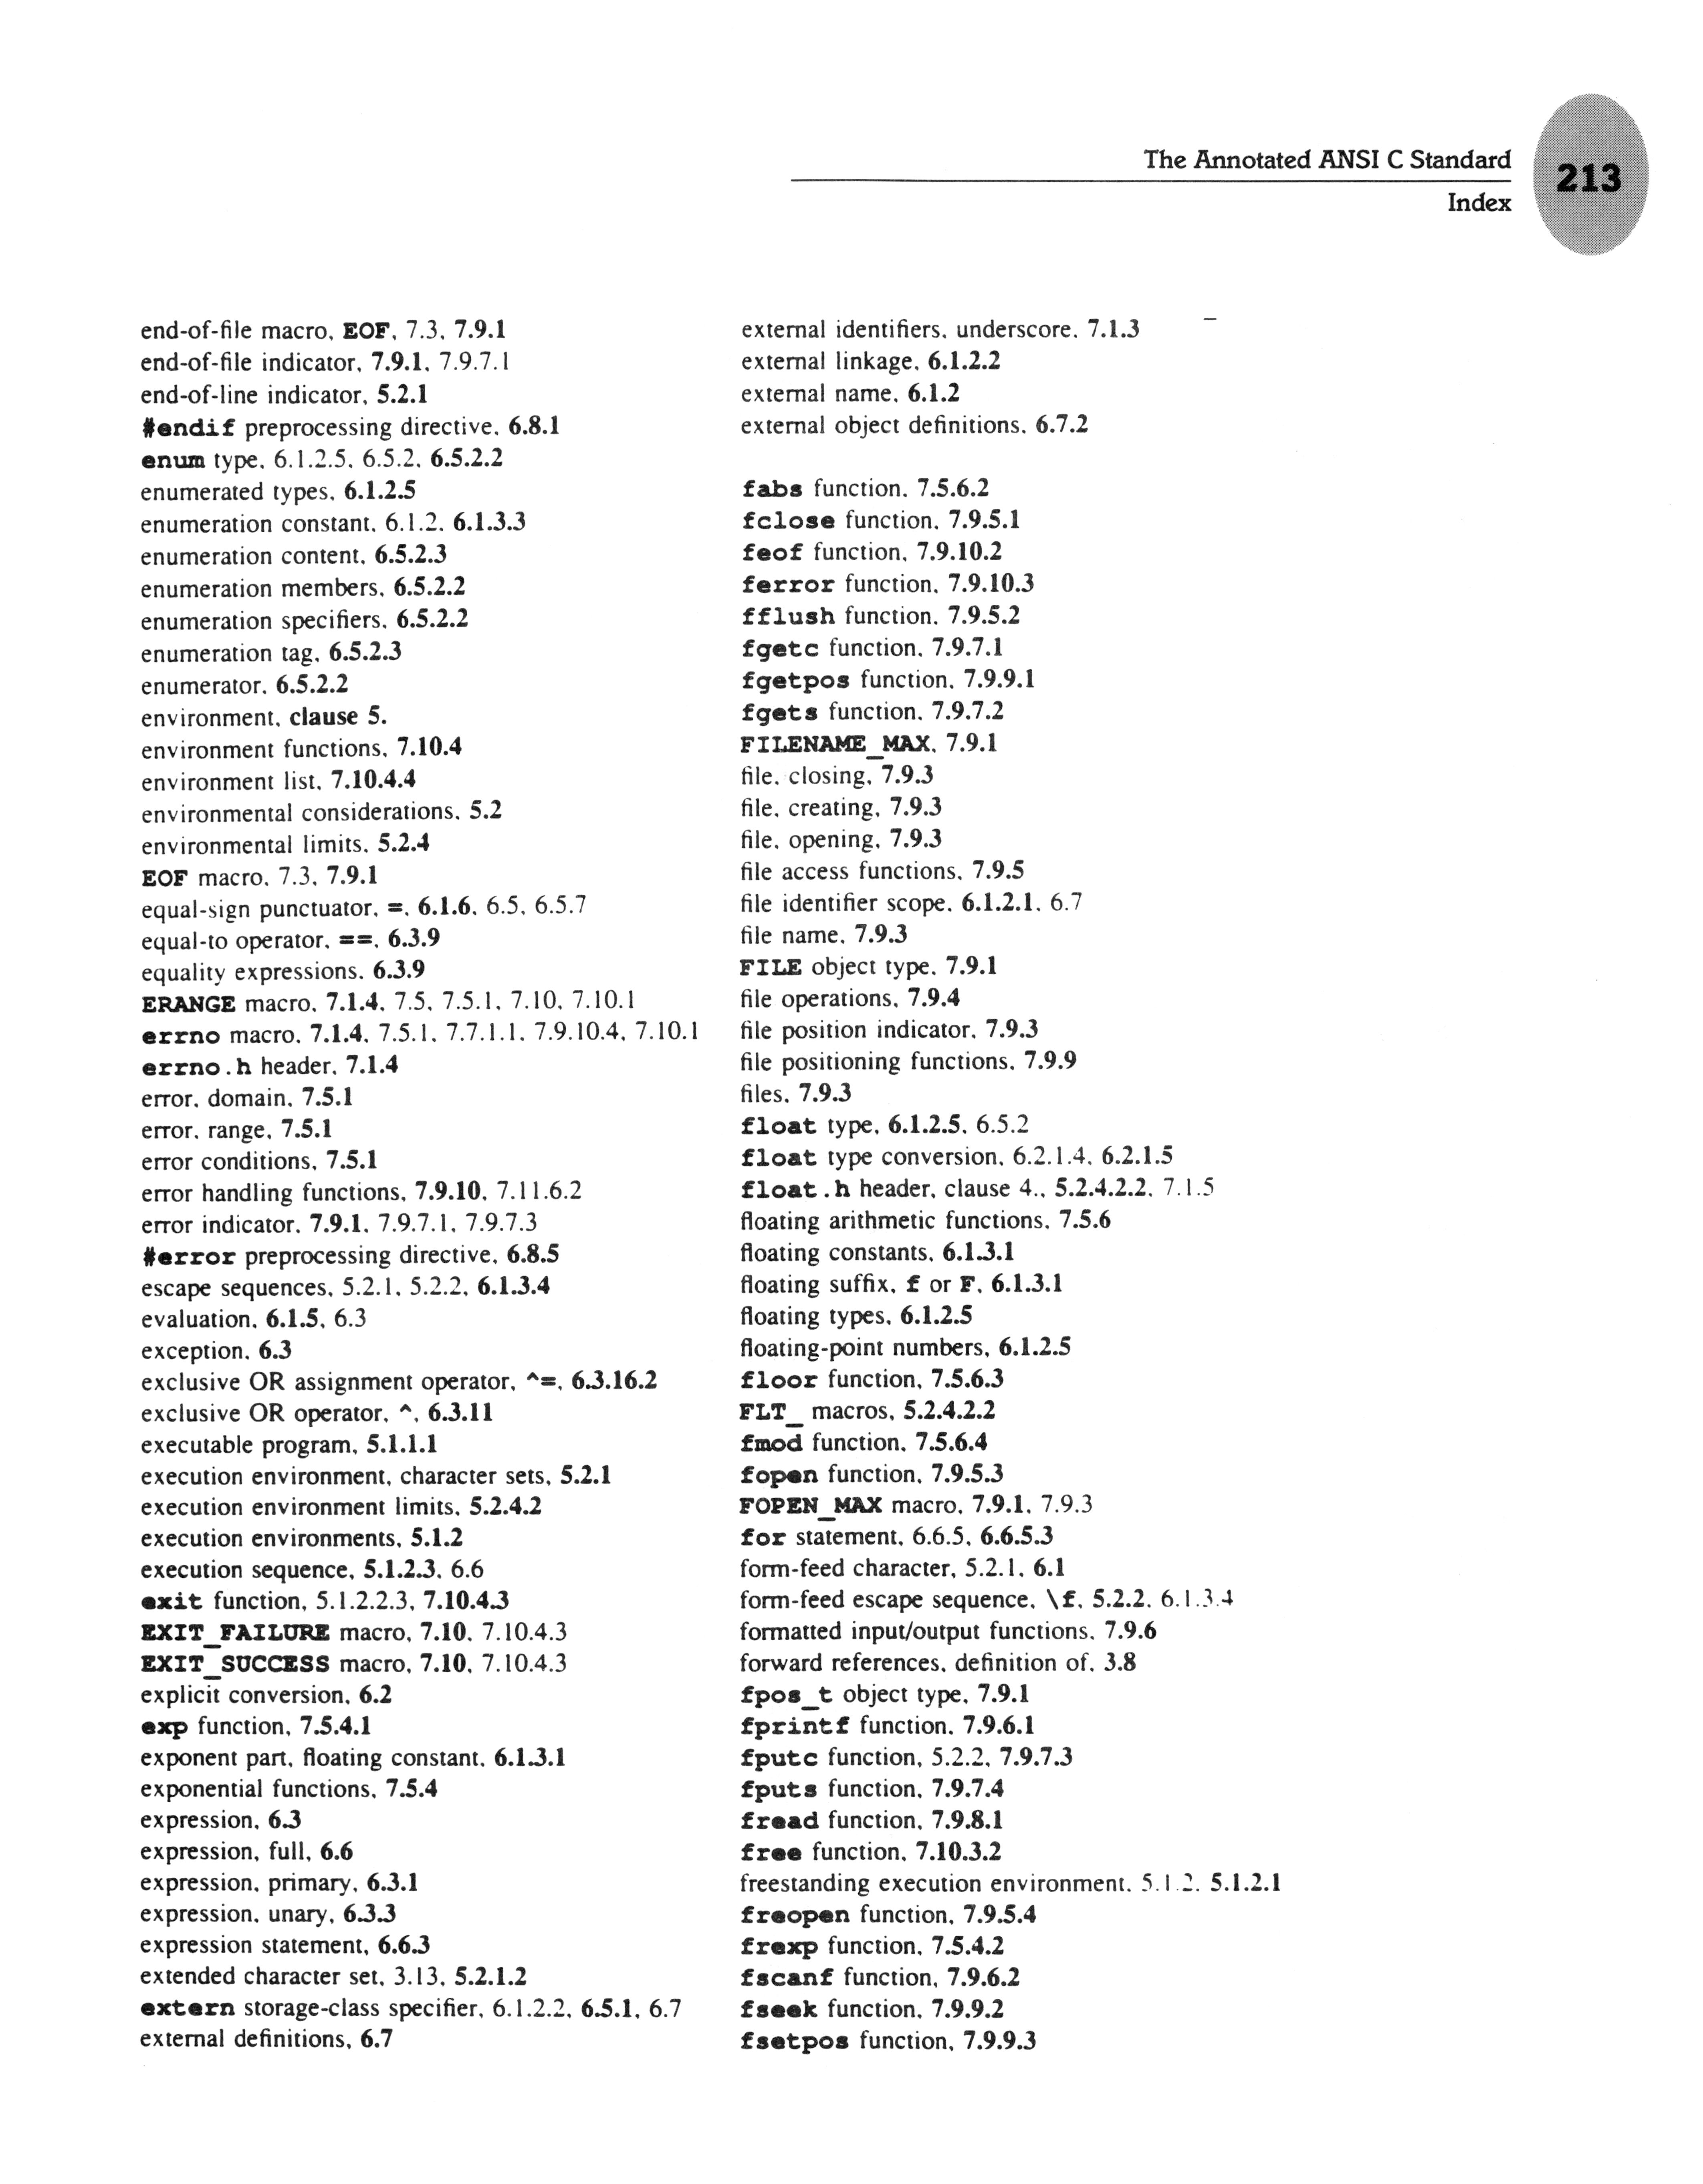 The Annotated ANSI C Standard
213
Index
end-of-file macro, EOF, 7.3, 7.9.1
end-of-file indicator, 7.9.1, 7.9.7.1
end-of-line indicator, 5.2.1
#endif preprocessing directive, 6.8.1
enum type, 6.1.2.5, 6.5.2, 6.5.2.2
enumerated types, 6.1.2.5
enumeration constant, 6.1.2, 6.1.3.3
enumeration content, 6.5.2.3
enumeration members, 6.5.2.2
enumeration specifiers, 6.5.2.2
enumeration tag, 6.5.2.3
enumerator, 6.5.2.2
environment, clause 5.
environment functions, 7.10.4
environment list, 7.10.4.4
environmental considerations, 5.2
environmental limits, 5.2.4
EOF macro, 7.3, 7.9.1
equal-sign punctuator, =, 6.1.6, 6.5, 6.5.7
equal-to operator, ==, 6.3.9
equality expressions, 6.3.9
ERANGE macro, 7.1.4, 7.5, 7.5.1, 7.10, 7.10.1
errno macro, 7.1.4, 7.5.1, 7.7.1.1, 7.9.10.4, 7.10.1
errno.h header, 7.1.4
error, domain, 7.5.1
error, range, 7.5.1
error conditions, 7.5.1
error handling functions, 7.9.10, 7.11.6.2
error indicator, 7.9.1, 7.9.7.1, 7.9.7.3
#error preprocessing directive, 6.8.5
escape sequences, 5.2.1, 5.2.2, 6.1.3.4
evaluation, 6.1.5, 6.3
exception, 6.3
exclusive OR assignment operator, ^=, 6.3.16.2
exclusive OR operator, ^, 6.3.11
executable program, 5.1.1.1
execution environment, character sets, 5.2.1
execution environment limits, 5.2.4.2
execution environments, 5.1.2
execution sequence, 5.1.2.3, 6.6
exit function, 5.1.2.2.3, 7.10.4.3
EXIT_FAILURE macro, 7.10, 7.10.4.3
EXIT_SUCCESS macro, 7.10, 7.10.4.3
explicit conversion, 6.2
exp function, 7.5.4.1
exponent part, floating constant, 6.1.3.1
exponential functions, 7.5.4
expression, 6.3
expression, full, 6.6
expression, primary, 6.3.1
expression, unary, 6.3.3
expression statement, 6.6.3
extended character set, 3.13, 5.2.1.2
extern storage-class specifier, 6.1.2.2, 6.5.1, 6.7
external definitions, 6.7
external identifiers, underscore, 7.1.3
external linkage, 6.1.2.2
external name, 6.1.2
external object definitions, 6.7.2
fabs function, 7.5.6.2
fclose function, 7.9.5.1
feof function, 7.9.10.2
ferror function, 7.9.10.3
fflush function, 7.9.5.2
fgetc function, 7.9.7.1
fgetpos function, 7.9.9.1
fgets function, 7.9.7.2
FILENAME_MAX, 7.9.1
file, closing, 7.9.3
file, creating, 7.9.3
file, opening, 7.9.3
file access functions, 7.9.5
file identifier scope, 6.1.2.1, 6.7
file name, 7.9.3
FILE object type, 7.9.1
file operations, 7.9.4
file position indicator, 7.9.3
file positioning functions, 7.9.9
files, 7.9.3
float type, 6.1.2.5, 6.5.2
float type conversion, 6.2.1.4, 6.2.1.5
float.h header, clause 4., 5.2.4.2.2, 7.1.5
floating arithmetic functions, 7.5.6
floating constants, 6.1.3.1
floating suffix, f or F, 6.1.3.1
floating types, 6.1.2.5
floating-point numbers, 6.1.2.5
floor function, 7.5.6.3
FLT_ macros, 5.2.4.2.2
fmod function, 7.5.6.4
fopen function, 7.9.5.3
FOPEN_MAX macro, 7.9.1, 7.9.3
for statement, 6.6.5, 6.6.5.3
form-feed character, 5.2.1, 6.1
form-feed escape sequence, \f, 5.2.2, 6.1.3.4
formatted input/output functions, 7.9.6
forward references, definition of, 3.8
fpos_t object type, 7.9.1
fprintf function, 7.9.6.1
fputc function, 5.2.2, 7.9.7.3
fputs function, 7.9.7.4
fread function, 7.9.8.1
free function, 7.10.3.2
freestanding execution environment, 5.1.2, 5.1.2.1
freopen function, 7.9.5.4
frexp function, 7.5.4.2
fscanf function, 7.9.6.2
fseek function, 7.9.9.2
fsetpos function, 7.9.9.3